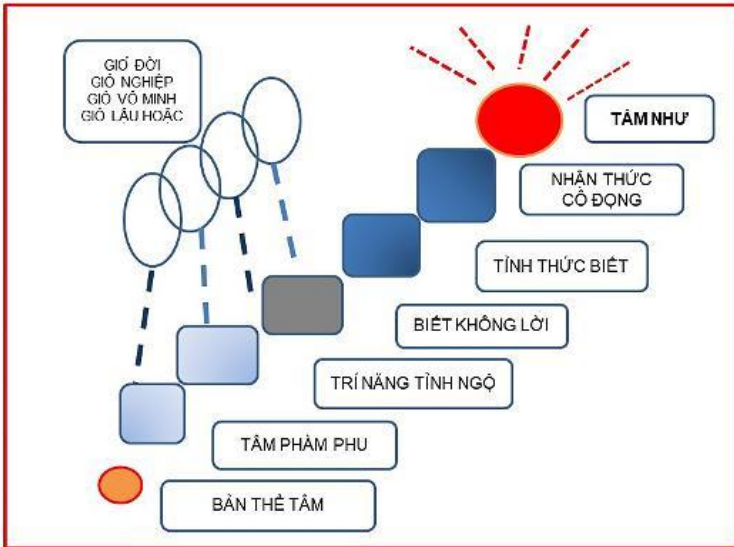 GIÓ ĐỜI
GIÓ NGHIỆP
GIÓ VÔ MINH
GIÓ LẬU HOẶC
TÂM NHƯ
NHẬN THỨC
CÔ ĐỌNG
TỈNH THỨC BIẾT
BIẾT KHÔNG LỜI
TRÍ NĂNG TỈNH NGỘ
TÂM PHÀM PHU
BẢN THỂ TÂM